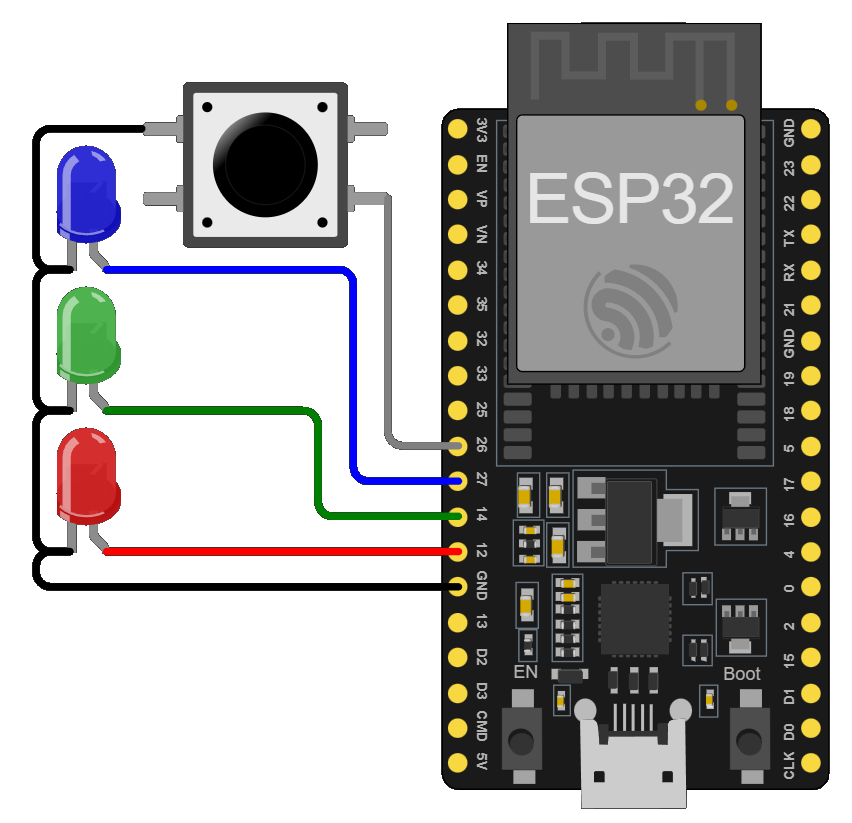 ESP32
3V3
EN
VP
VN
34
35
32
33
25
26
27
14
12
GND
13
D2
D3
CMD
5V
GND
23
22
TX
RX
21
GND
19
18
5
17
16
4
0
2
15
D1
D0
CLK
EN
Boot